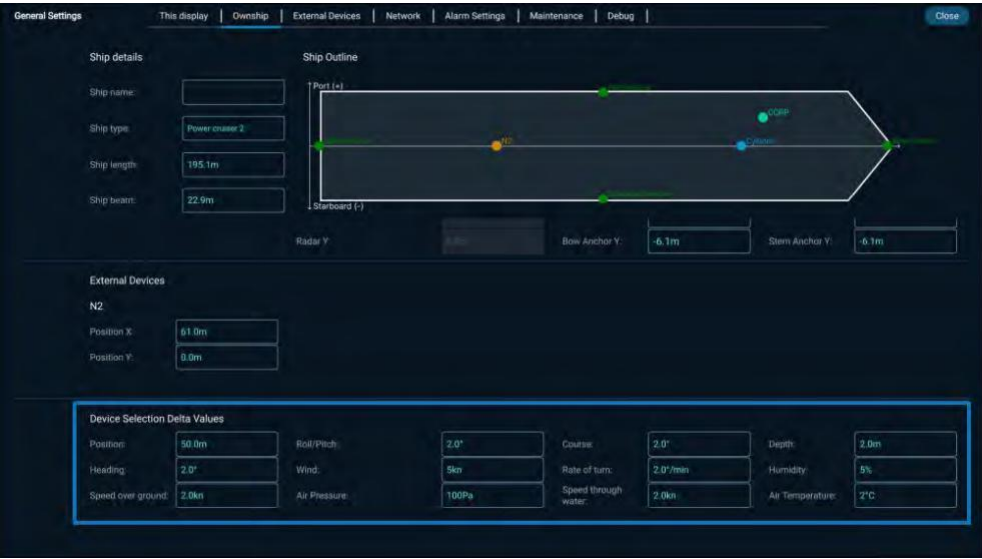 General Settings This display Ownship External Devices Network Alarm Settings Maintenance Debug Close
Ship details
Ship Outline
Port (+)
Ship name:
CCRP
Ship type: Power cruiser 2
N2
Ship length: 195.1m
Ship beam: 22.9m
Starboard (-)
Radar Y: Bow Anchor Y: -6.1m Stern Anchor Y: -6.1m
External Devices
N2
Position X: 61.0m
Position Y: 0.0m
Device Selection Delta Values
Position: 50.0m Roll/Pitch: 2.0° Course: 2.0° Depth: 2.0m
Heading: 2.0° Wind: 5kn Rate of turn: 2.0°/min Humidity: 5%
Speed over ground: 2.0kn Air Pressure: 100Pa Speed through water: 2.0kn Air Temperature: 2°C